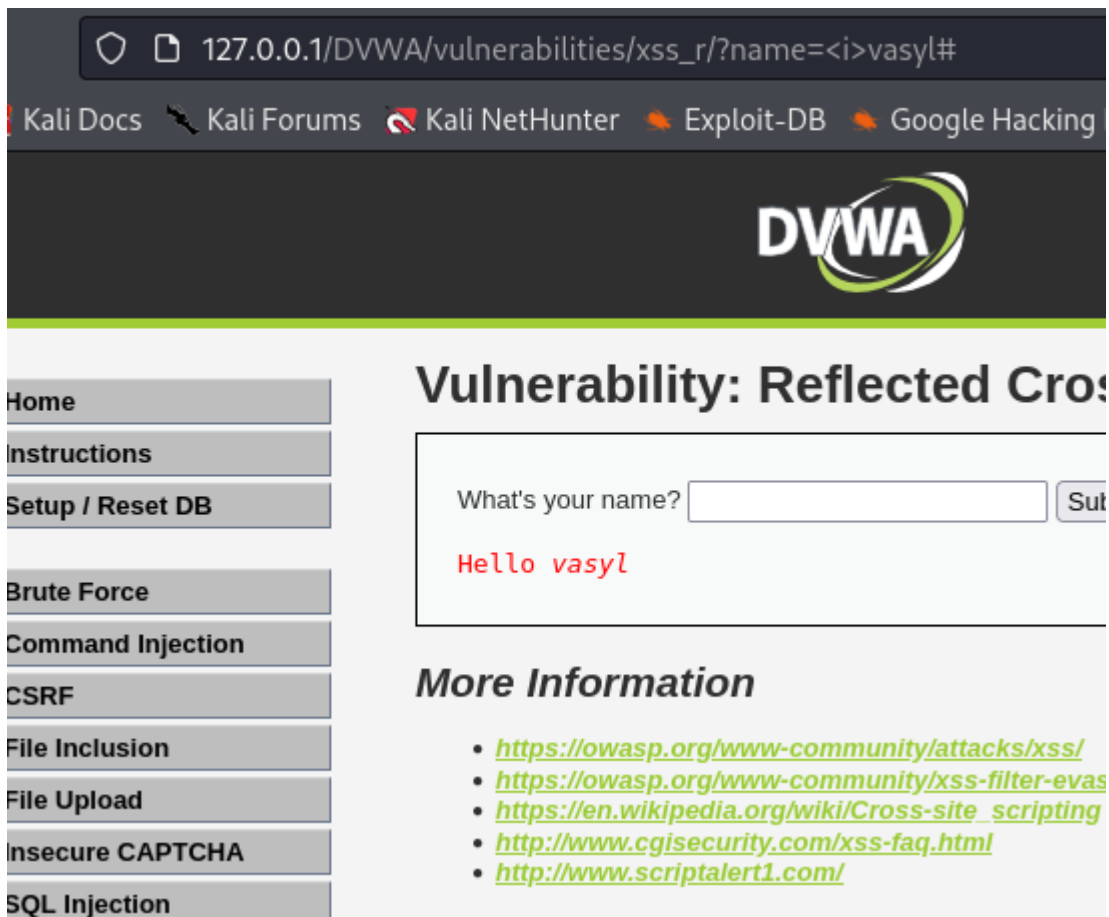 127.0.0.1/DVWA/vulnerabilities/xss_r/?name=<i>vasyl#
Kali Docs Kali Forums Kali NetHunter Exploit-DB Google Hacking
DVWA
Vulnerability: Reflected Cros
Home
Instructions
Setup / Reset DB
Brute Force
Command Injection
CSRF
File Inclusion
File Upload
Insecure CAPTCHA
SQL Injection
What's your name? Sub
Hello vasyl
More Information
• https://owasp.org/www-community/attacks/xss/
• https://owasp.org/www-community/xss-filter-evas
• https://en.wikipedia.org/wiki/Cross-site_scripting
• http://www.cgisecurity.com/xss-faq.html
• http://www.scriptalert1.com/